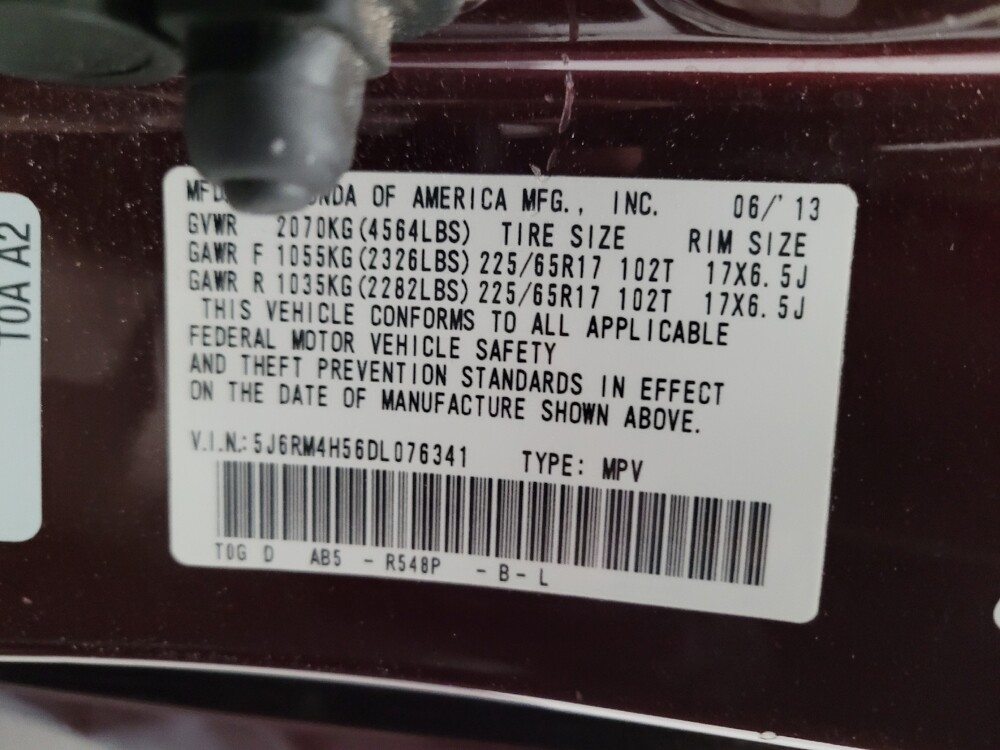 MFD. ONDA OF AMERICA MFG., INC. 06/'13
GVWR 2070KG(4564LBS) TIRE SIZE RIM SIZE
GAWR F 1055KG(2326LBS) 225/65R17 102T 17X6.5J
GAWR R 1035KG(2282LBS) 225/65R17 102T 17X6.5J
THIS VEHICLE CONFORMS TO ALL APPLICABLE
FEDERAL MOTOR VEHICLE SAFETY
AND THEFT PREVENTION STANDARDS IN EFFECT
ON THE DATE OF MANUFACTURE SHOWN ABOVE.
V.I.N.: 5J6RM4H56DL076341 TYPE: MPV
T0G D AB5 - R548P - B - L
T0A A2